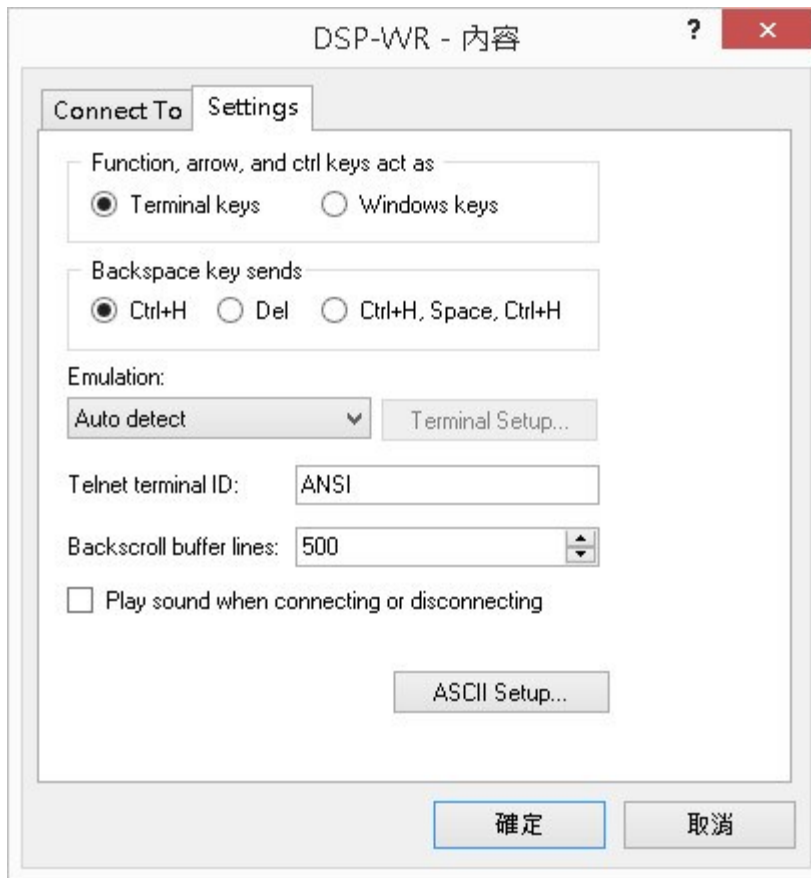 DSP-WR - 內容
?
Connect To Settings
Function, arrow, and ctrl keys act as
Terminal keys Windows keys
Backspace key sends
Ctrl+H Del Ctrl+H, Space, Ctrl+H
Emulation:
Auto detect Terminal Setup...
Telnet terminal ID: ANSI
Backscroll buffer lines: 500
Play sound when connecting or disconnecting
ASCII Setup...
確定 取消